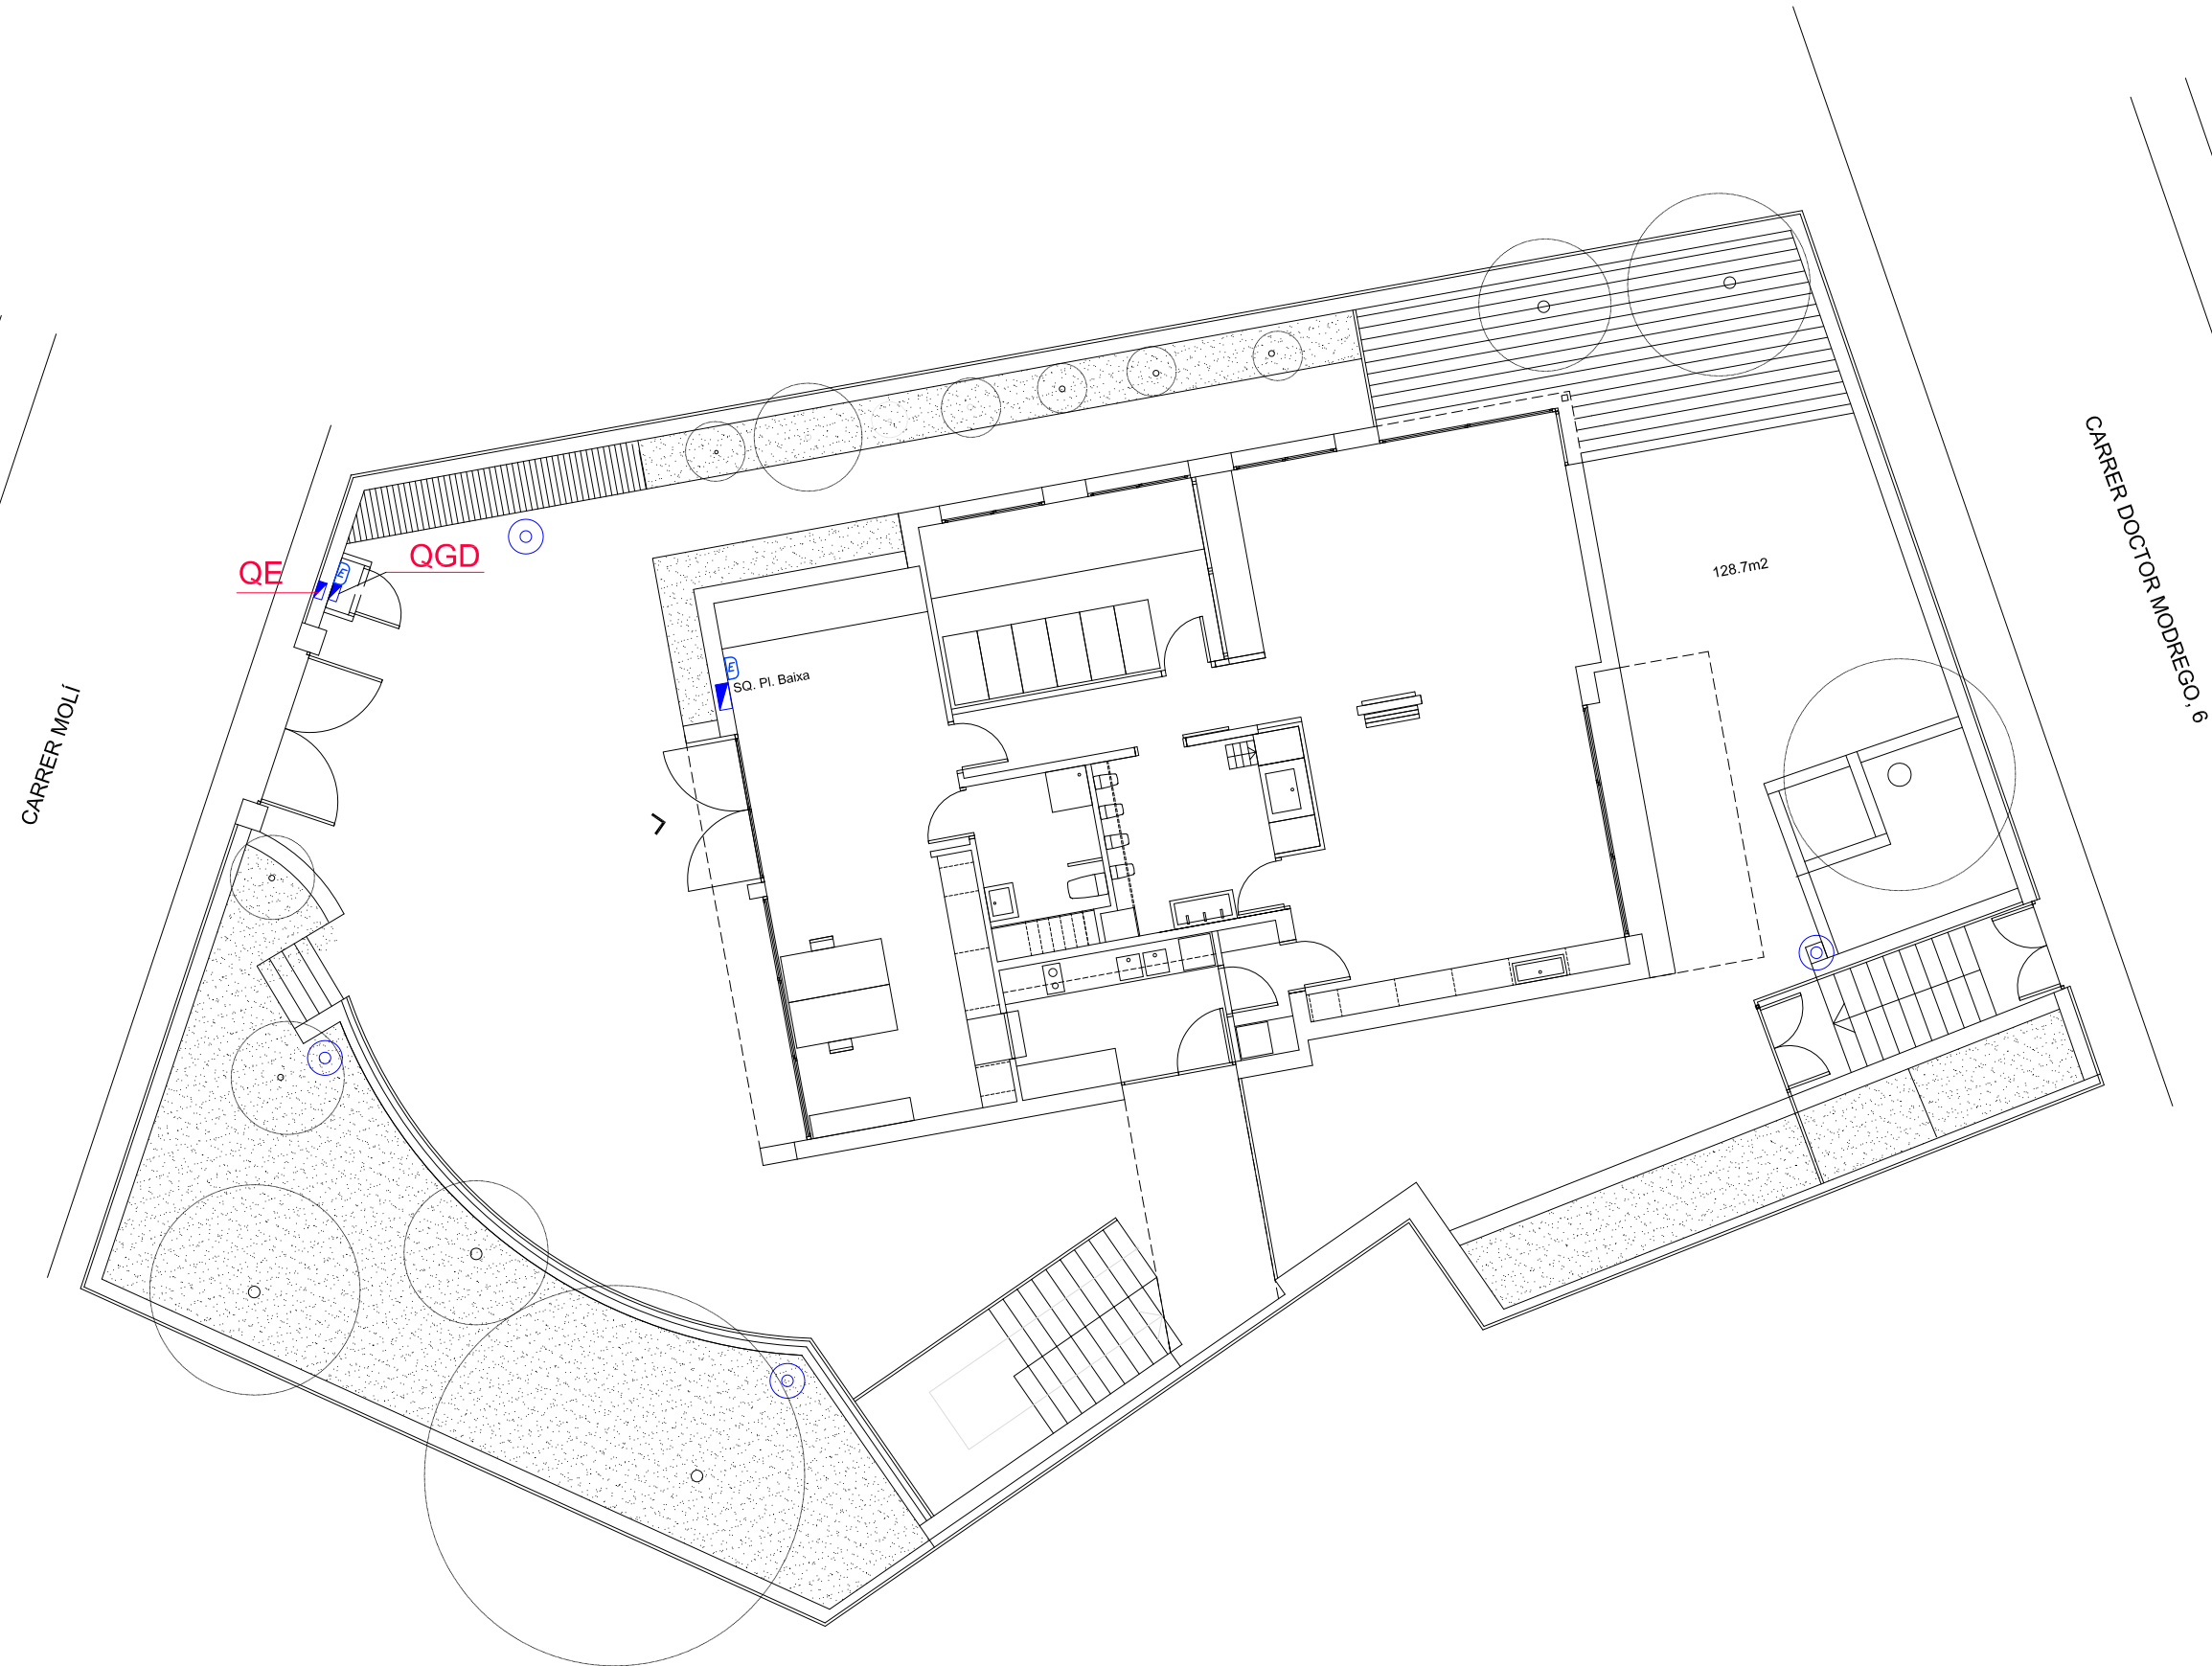 CARRER DOCTOR MODREGO, 6
QGD
QE
E
128.7m2
E
SQ. Pl. Baixa
CARRER MOLÍ